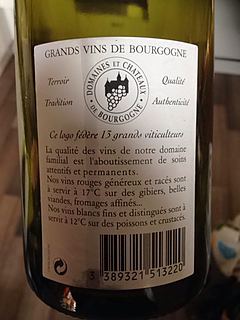 GRANDS VINS DE BOURGOGNE
Terroir
Qualité
DOMAINES ET CHATEAUX
DE BOURGOGNE
Tradition
Authenticité
Ce logo fédère 13 grands viticulteurs
La qualité des vins de notre domaine
familial est l'aboutissement de soins
attentifs et permanents.
Nos vins rouges généreux et racés sont
à servir à 17°C sur des gibiers, belles
viandes, fromages affinés...
Nos vins blancs fins et distingués sont à
servir à 12°C sur des poissons et crustacés.
3 389321 513220